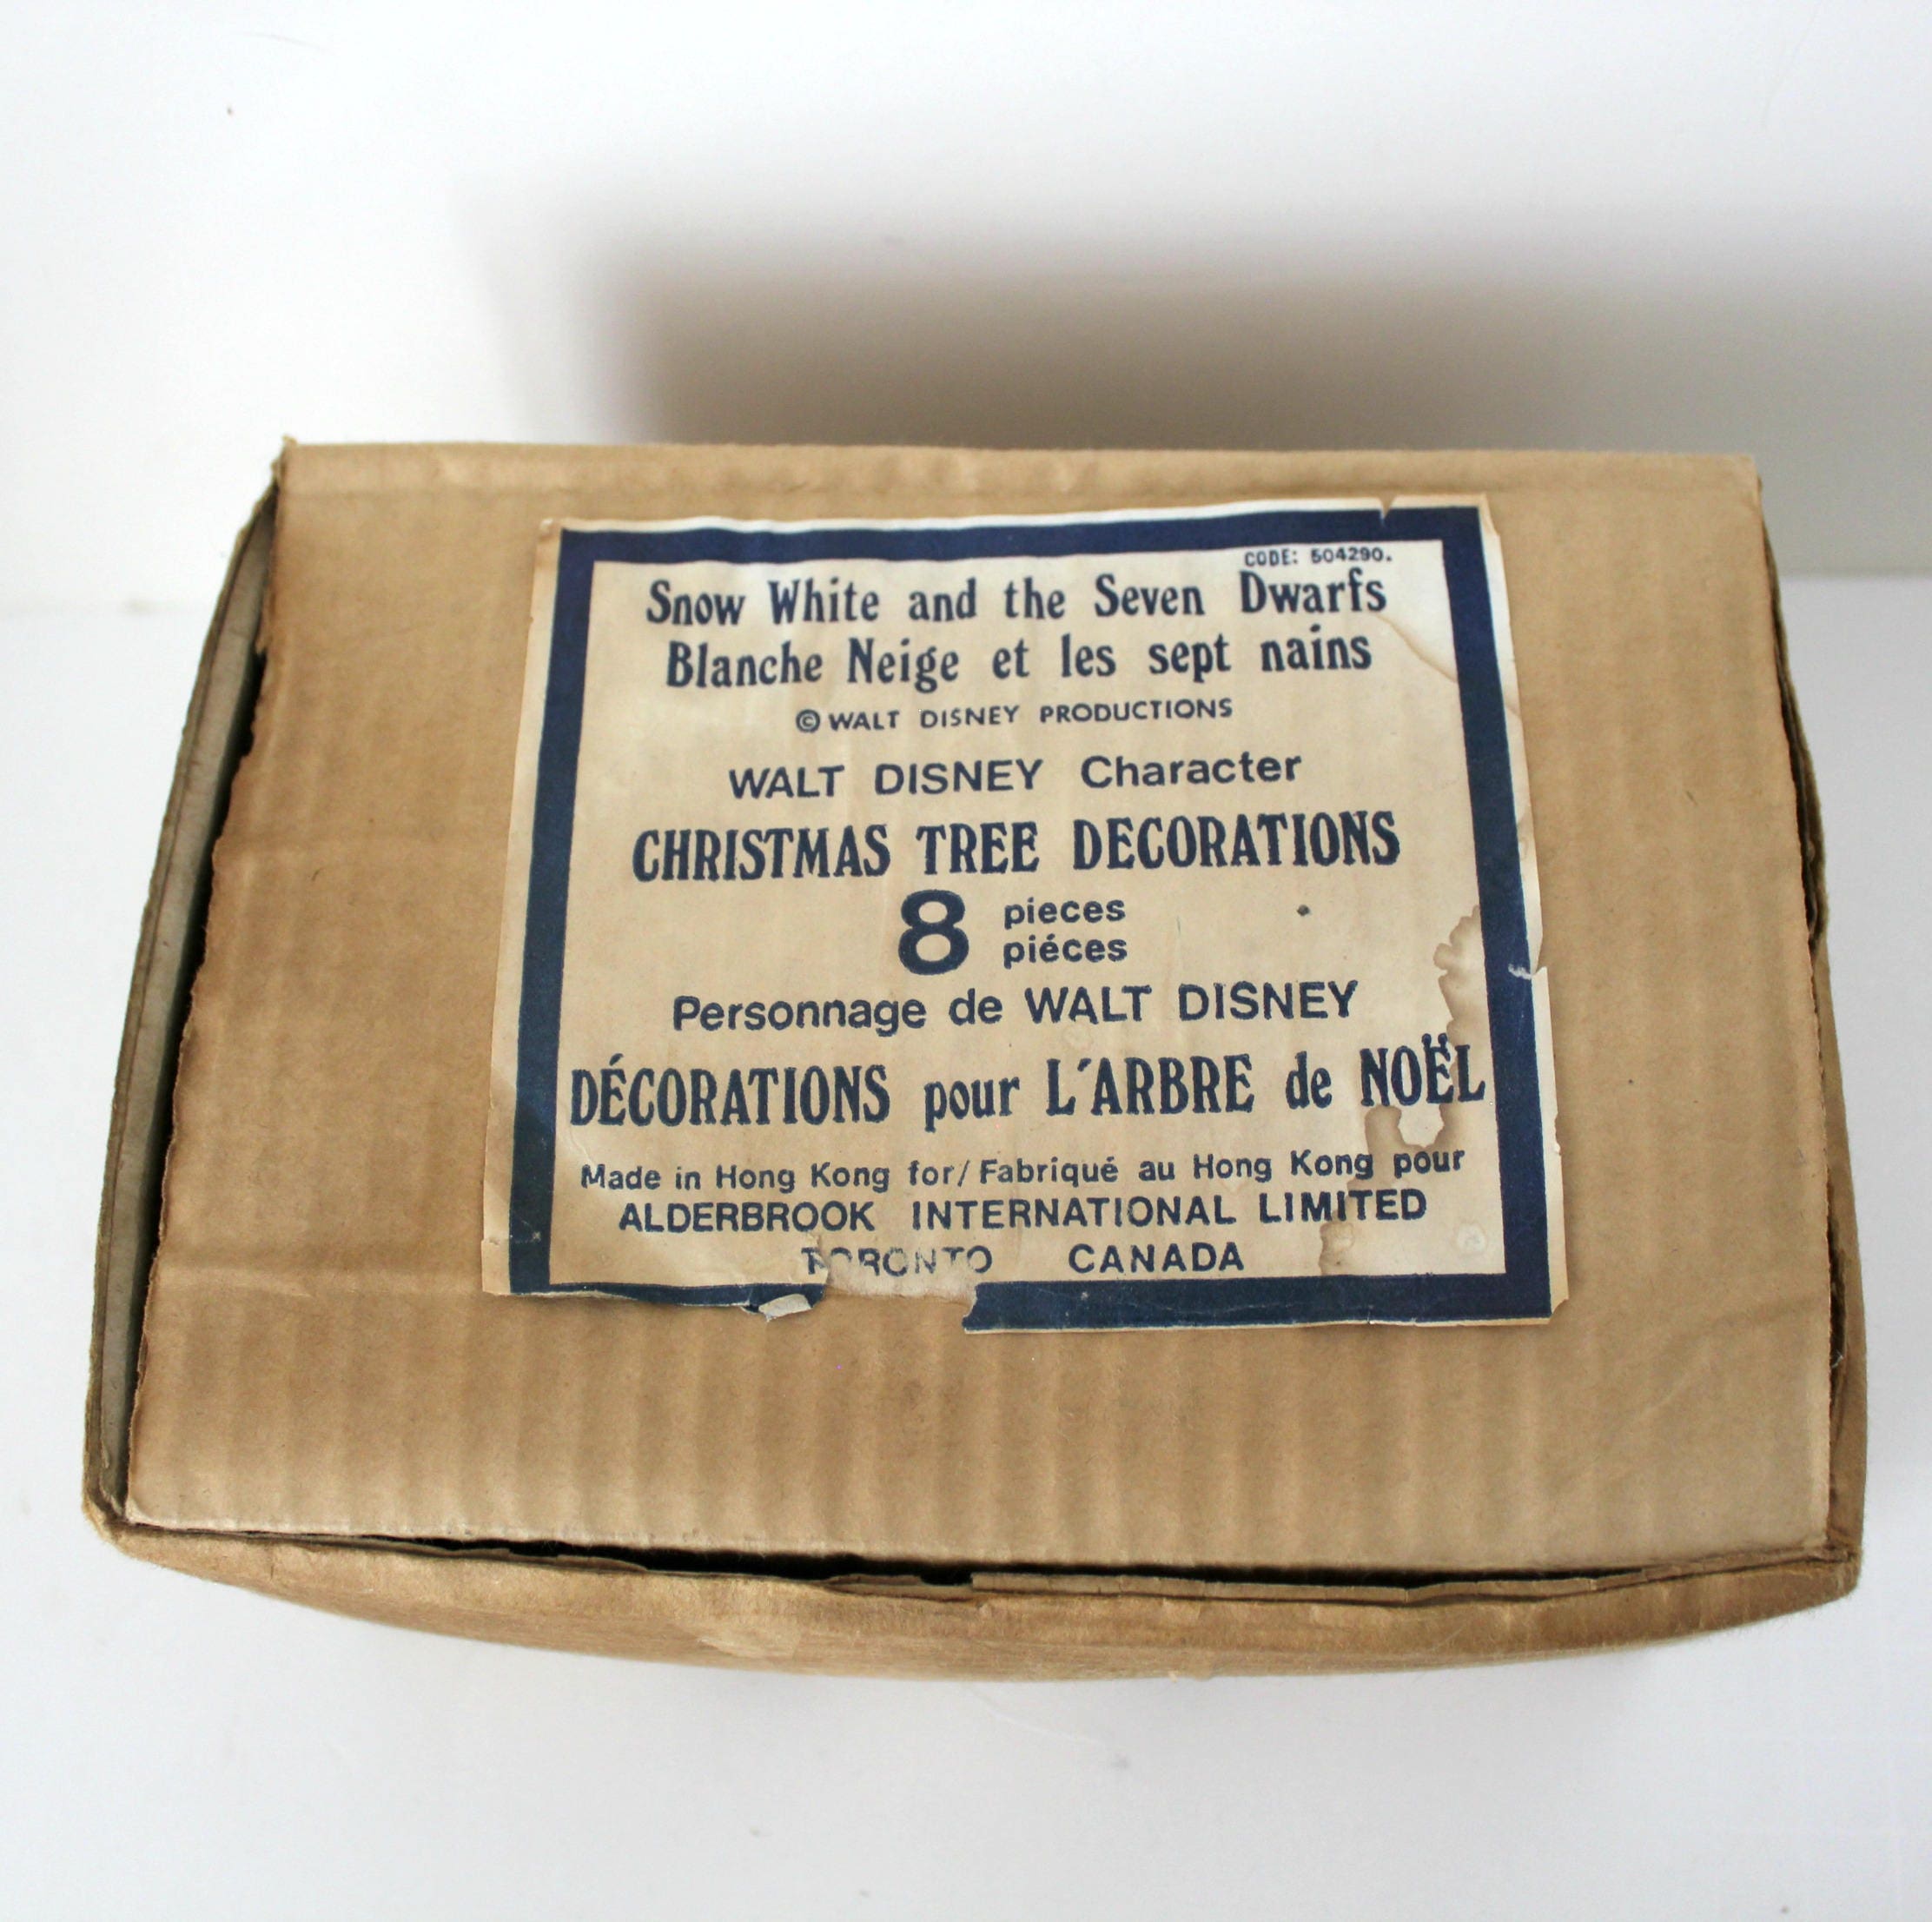 CODE: 504290.
Snow White and the Seven Dwarfs
Blanche Neige et les sept nains
© WALT DISNEY PRODUCTIONS
WALT DISNEY Character
CHRISTMAS TREE DECORATIONS
8 pieces
piéces
Personnage de WALT DISNEY
DÉCORATIONS pour L'ARBRE de NOËL
Made in Hong Kong for/ Fabriqué au Hong Kong pour
ALDERBROOK INTERNATIONAL LIMITED
TORONTO CANADA